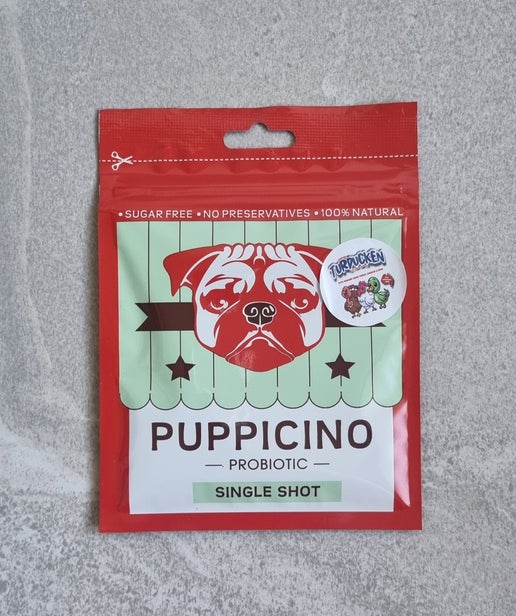 • SUGAR FREE • NO PRESERVATIVES • 100% NATURAL
TURDUCKEN
PUPPICINO
— PROBIOTIC —
SINGLE SHOT